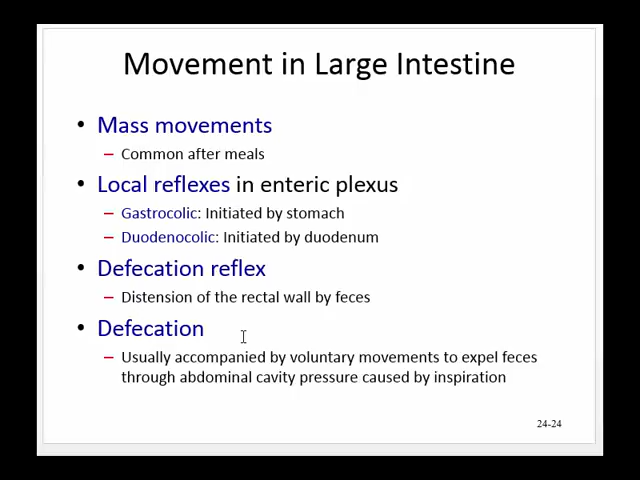 Movement in Large Intestine
• Mass movements
– Common after meals
• Local reflexes in enteric plexus
– Gastrocolic: Initiated by stomach
– Duodenocolic: Initiated by duodenum
• Defecation reflex
– Distension of the rectal wall by feces
• Defecation
– Usually accompanied by voluntary movements to expel feces
through abdominal cavity pressure caused by inspiration
24-24